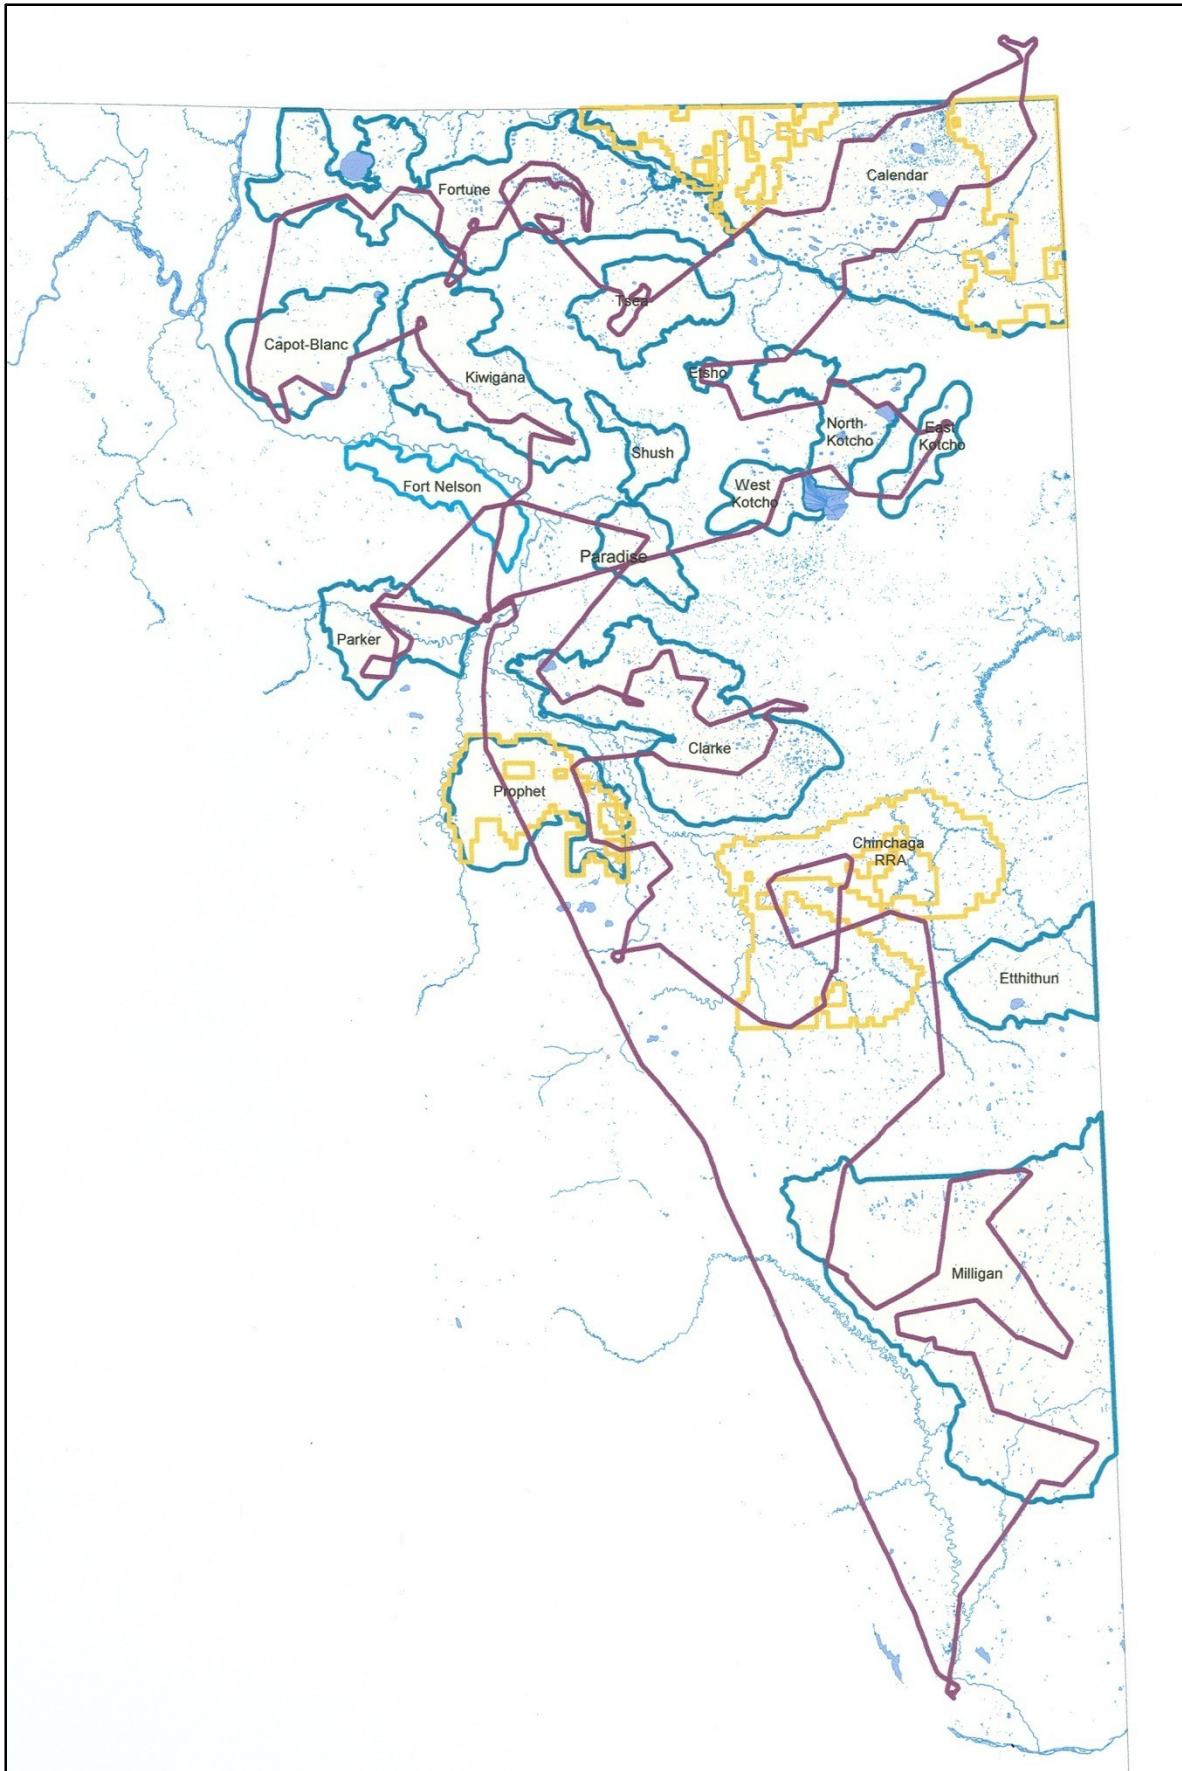 Calendar
Fortune
Tsea
Capot-Blanc
Kiwigana
Etsho
North
Kotcho
East
Kotcho
Shush
West
Kotcho
Fort Nelson
Paradise
Parker
Clarke
Prophet
Chinchaga
RRA
Etthithun
Milligan